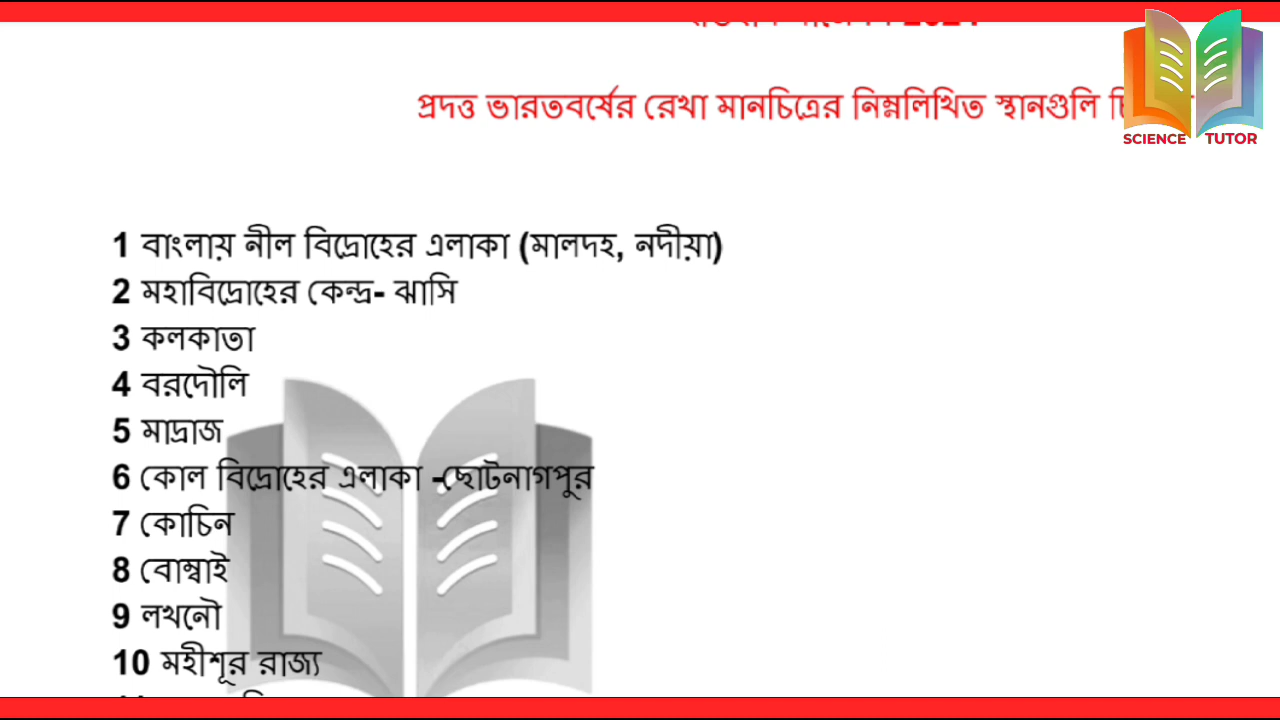 প্রদত্ত ভারতবর্ষের রেখা মানচিত্রের নিম্নলিখিত স্থানগুলি
SCIENCE TUTOR
1 বাংলায় নীল বিদ্রোহের এলাকা (মালদহ, নদীয়া)
2 মহাবিদ্রোহের কেন্দ্র- ঝাসি
3 কলকাতা
4 বরদৌলি
5 মাদ্রাজ
6 কোল বিদ্রোহের এলাকা -ছোটনাগপুর
7 কোচিন
8 বোম্বাই
9 লখনৌ
10 মহীশূর রাজ্য